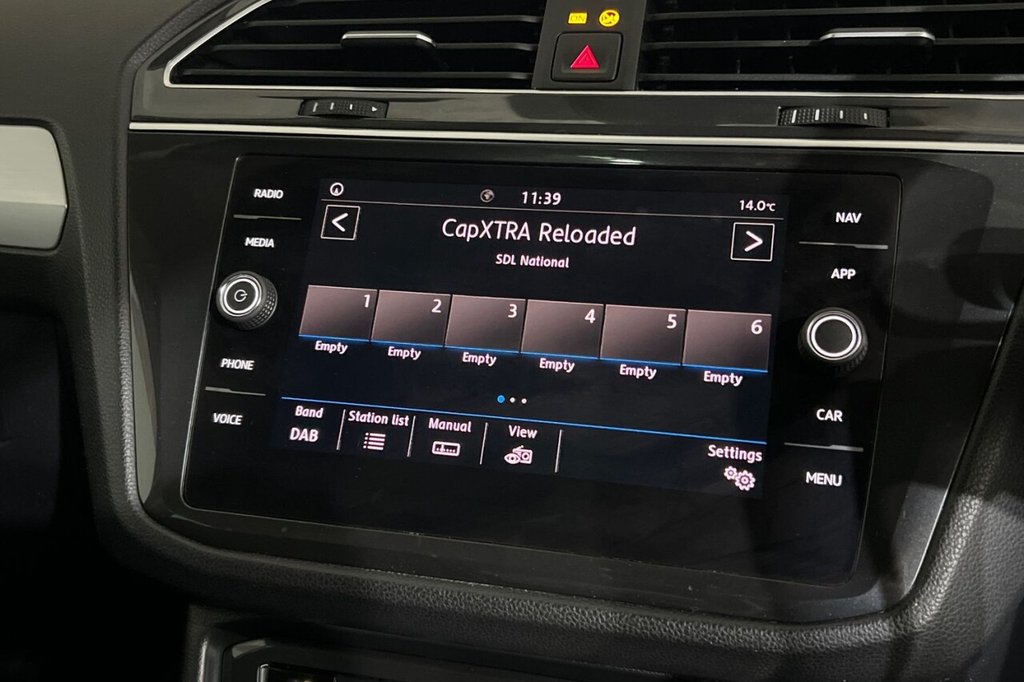 ON
RADIO
MEDIA
PHONE
VOICE
11:39
14.0°C
<
CapXTRA Reloaded
>
SDL National
1 2 3 4 5 6
Empty Empty Empty Empty Empty Empty
Band Station list Manual View Settings
DAB
NAV
APP
CAR
MENU